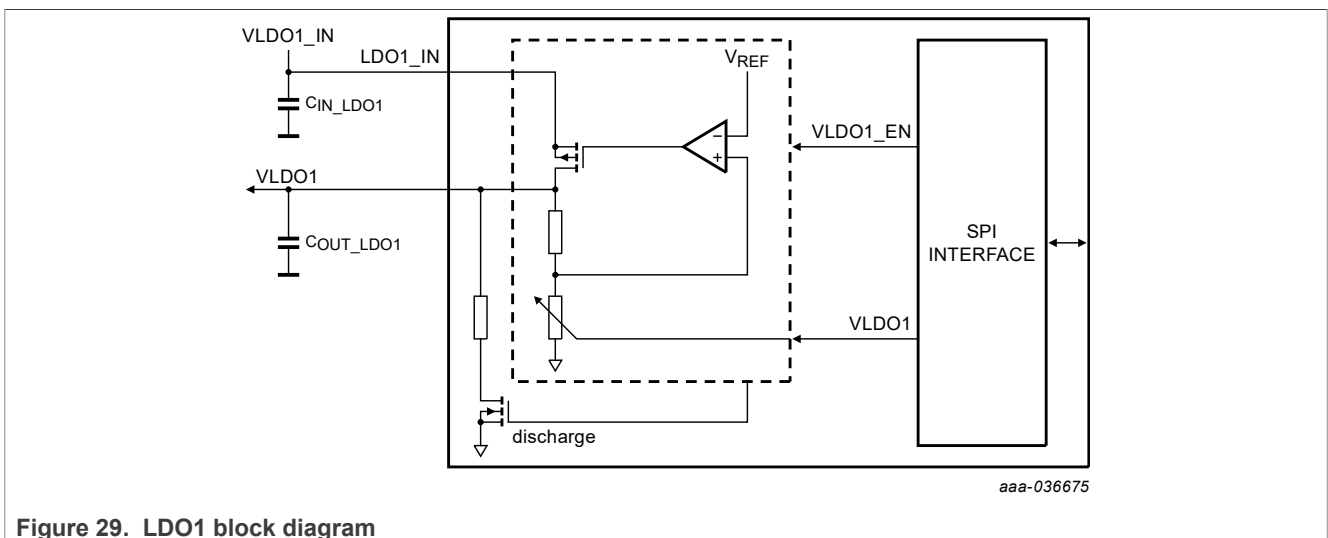 VLDO1_IN
LDO1_IN
VREF
CIN_LDO1
VLDO1_EN
−
+
VLDO1
COUT_LDO1
SPI
INTERFACE
VLDO1
discharge
aaa-036675
Figure 29. LDO1 block diagram